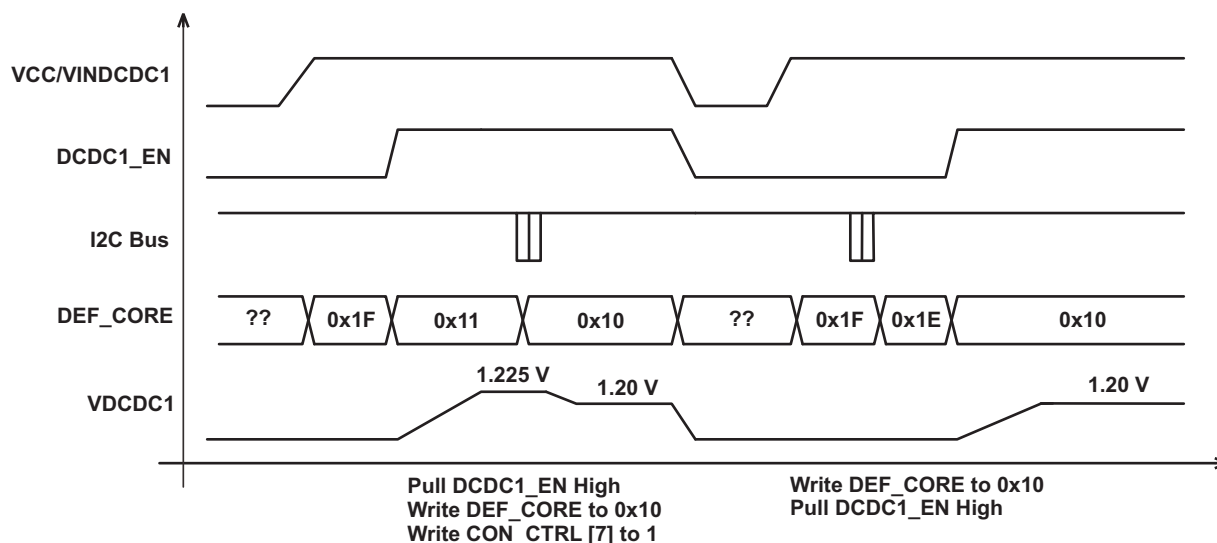 VCC/VINDCDC1
DCDC1_EN
I2C Bus
DEF_CORE
?? 0x1F 0x11 0x10 ?? 0x1F 0x1E 0x10
VDCDC1
1.225 V 1.20 V 1.20 V
Pull DCDC1_EN High
Write DEF_CORE to 0x10
Write CON_CTRL [7] to 1
Write DEF_CORE to 0x10
Pull DCDC1_EN High